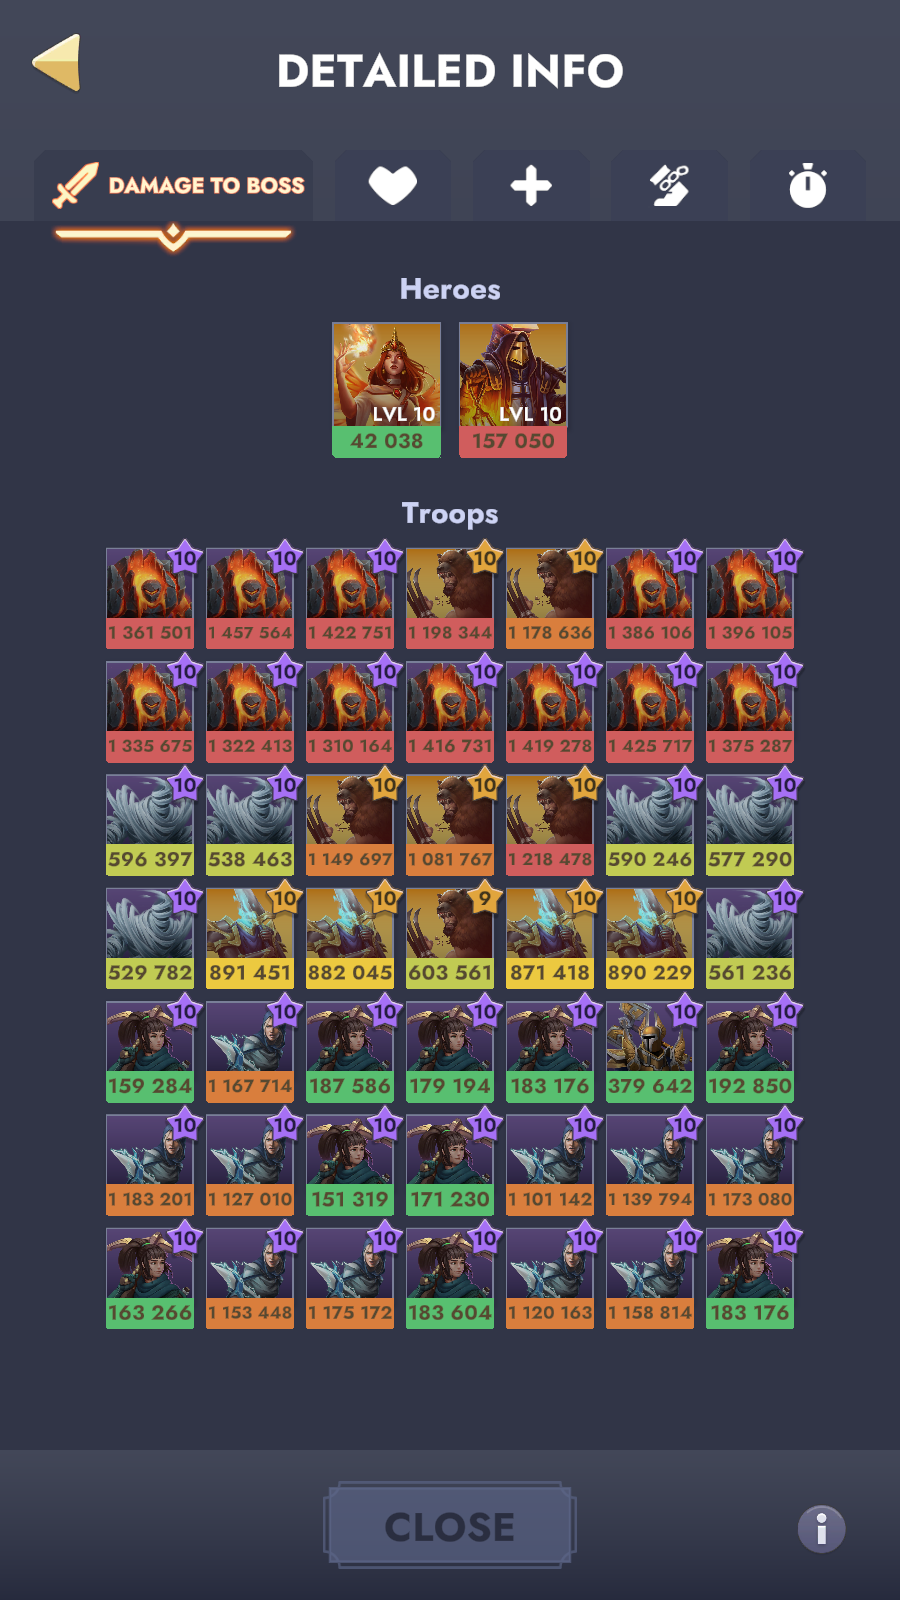 DETAILED INFO
DAMAGE TO BOSS
Heroes
LVL 10 LVL 10
42 038 157 050
Troops
10 10 10 10 10 10 10
1 361 501 1 457 564 1 422 751 1 198 344 1 178 636 1 386 106 1 396 105
10 10 10 10 10 10 10
1 335 675 1 322 413 1 310 164 1 416 731 1 419 278 1 425 717 1 375 287
10 10 10 10 10 10 10
596 397 538 463 1 149 697 1 081 767 1 218 478 590 246 577 290
10 10 10 9 10 10 10
529 782 891 451 882 045 603 561 871 418 890 229 561 236
10 10 10 10 10 10 10
159 284 1 167 714 187 586 179 194 183 176 379 642 192 850
10 10 10 10 10 10 10
1 183 201 1 127 010 151 319 171 230 1 101 142 1 139 794 1 173 080
10 10 10 10 10 10 10
163 266 1 153 448 1 175 172 183 604 1 120 163 1 158 814 183 176
CLOSE